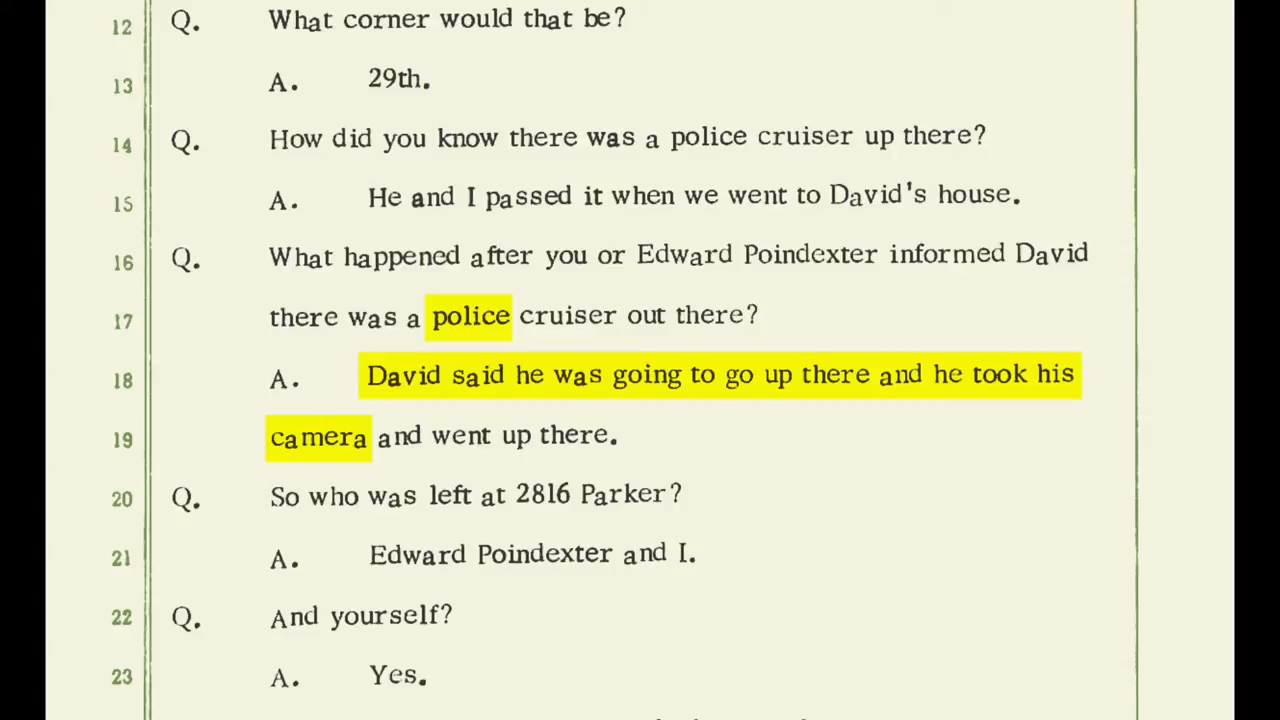 12 Q. What corner would that be?
13 A. 29th.
14 Q. How did you know there was a police cruiser up there?
15 A. He and I passed it when we went to David's house.
16 Q. What happened after you or Edward Poindexter informed David
17 there was a police cruiser out there?
18 A. David said he was going to go up there and he took his
19 camera and went up there.
20 Q. So who was left at 2816 Parker?
21 A. Edward Poindexter and I.
22 Q. And yourself?
23 A. Yes.